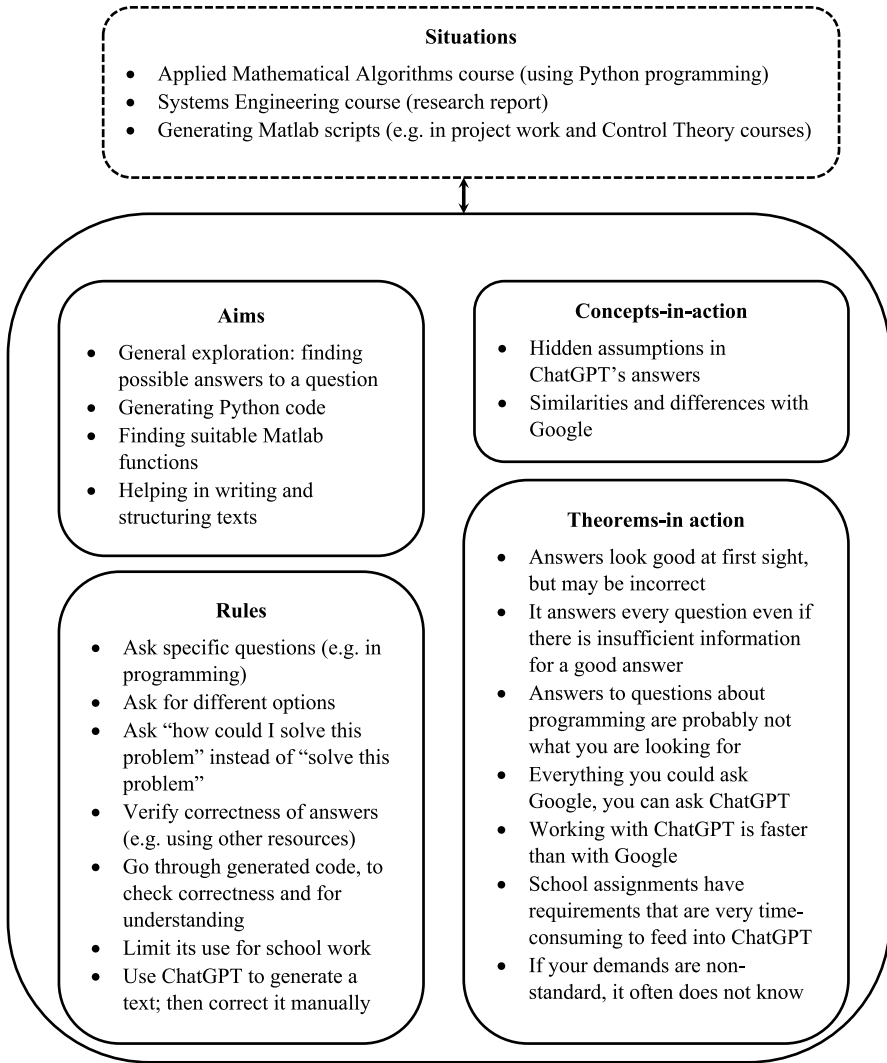 Situations
• Applied Mathematical Algorithms course (using Python programming)
• Systems Engineering course (research report)
• Generating Matlab scripts (e.g. in project work and Control Theory courses)
Aims
• General exploration: finding
possible answers to a question
• Generating Python code
• Finding suitable Matlab
functions
• Helping in writing and
structuring texts
Rules
• Ask specific questions (e.g. in
programming)
• Ask for different options
• Ask “how could I solve this
problem” instead of “solve this
problem”
• Verify correctness of answers
(e.g. using other resources)
• Go through generated code, to
check correctness and for
understanding
• Limit its use for school work
• Use ChatGPT to generate a
text; then correct it manually
Concepts-in-action
• Hidden assumptions in
ChatGPT’s answers
• Similarities and differences with
Google
Theorems-in action
• Answers look good at first sight,
but may be incorrect
• It answers every question even if
there is insufficient information
for a good answer
• Answers to questions about
programming are probably not
what you are looking for
• Everything you could ask
Google, you can ask ChatGPT
• Working with ChatGPT is faster
than with Google
• School assignments have
requirements that are very time-
consuming to feed into ChatGPT
• If your demands are non-
standard, it often does not know